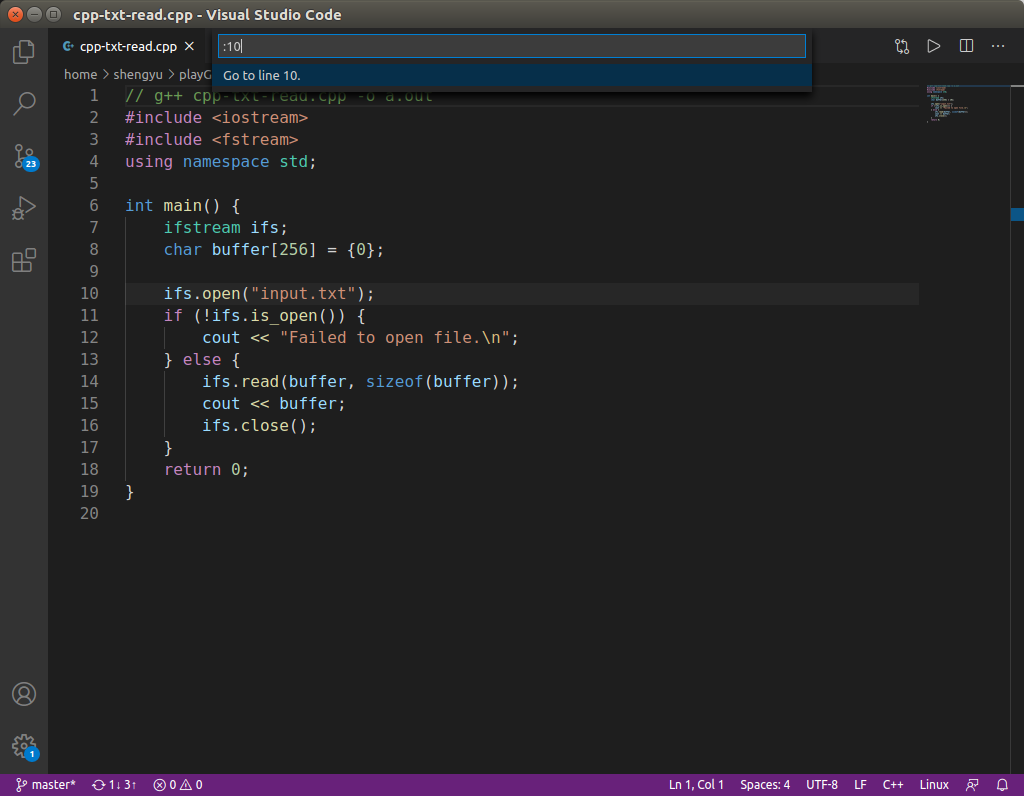 cpp-txt-read.cpp - Visual Studio Code
cpp-txt-read.cpp
:10
home > shengyu > playG
Go to line 10.
23
1 // g++ cpp-txt-read.cpp -o a.out
2 #include <iostream>
3 #include <fstream>
4 using namespace std;
5
6 int main() {
7     ifstream ifs;
8     char buffer[256] = {0};
9
10     ifs.open("input.txt");
11     if (!ifs.is_open()) {
12         cout << "Failed to open file.\n";
13     } else {
14         ifs.read(buffer, sizeof(buffer));
15         cout << buffer;
16         ifs.close();
17     }
18     return 0;
19 }
20
1
master* 1↓ 3↑ 0 0 Ln 1, Col 1 Spaces: 4 UTF-8 LF C++ Linux